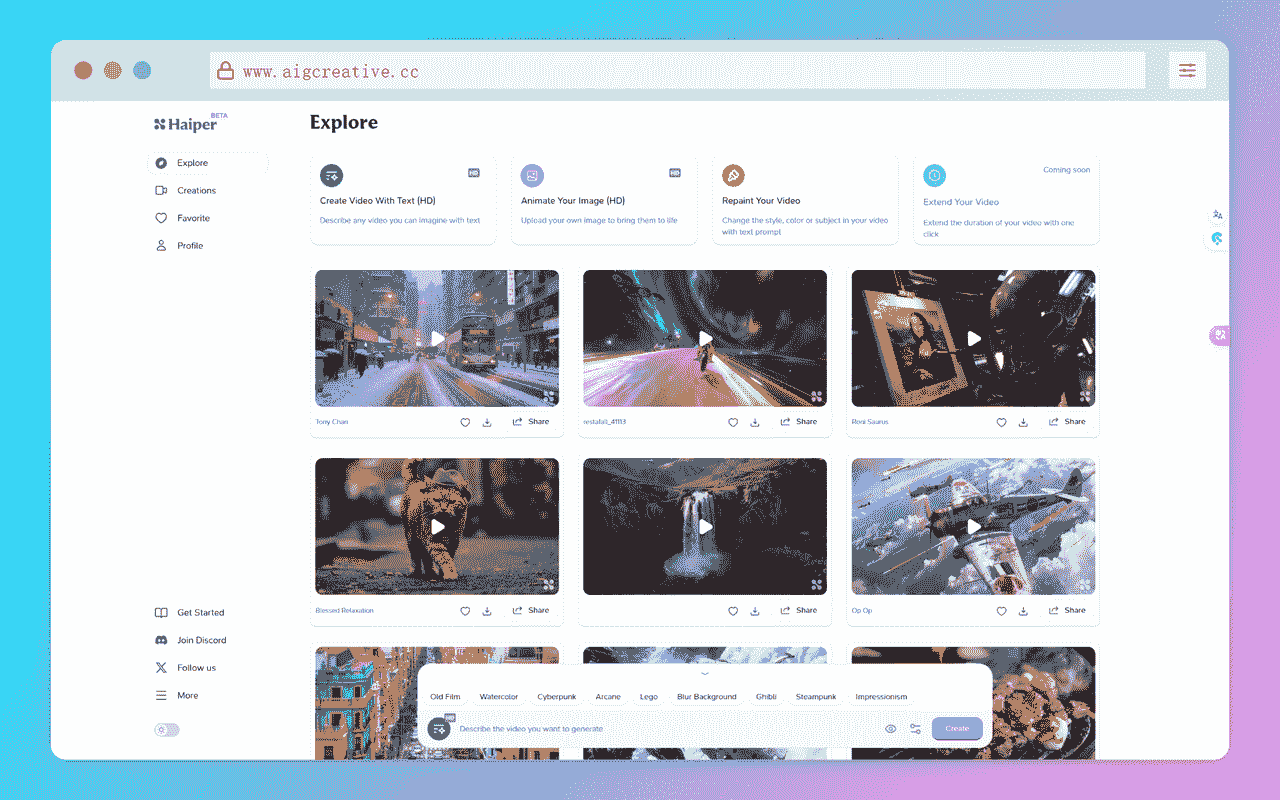 www.aigcreative.cc
Haiper BETA
Explore
Creations
Favorite
Profile
Get Started
Join Discord
Follow us
More
Explore
HD
Create Video With Text (HD)
Describe any video you can imagine with text
HD
Animate Your Image (HD)
Upload your own image to bring them to life
Repaint Your Video
Change the style, color or subject in your video
with text prompt
Coming soon
Extend Your Video
Extend the duration of your video with one
click
Tony Chan
Share
restafall_41113
Share
Roni Saurus
Share
Blessed Relaxation
Share
Share
Op Op
Share
Old Film
Watercolor
Cyberpunk
Arcane
Lego
Blur Background
Ghibli
Steampunk
Impressionism
HD
Describe the video you want to generate
Create